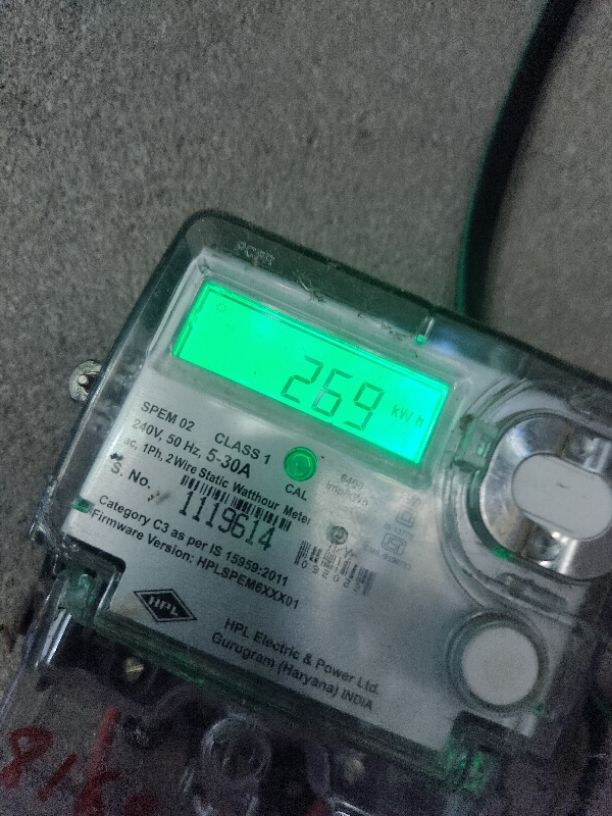 269 kWh
SPEM 02 CLASS 1
240V, 50 Hz, 5-30A
ac, 1Ph, 2 Wire Static Watthour Meter
CAL
6400
S. No.
1119614
Category C3 as per IS 15959:2011
Firmware Version: HPLSPEM6XXX01
HPL
HPL Electric & Power Ltd.
Gurugram (Haryana) INDIA